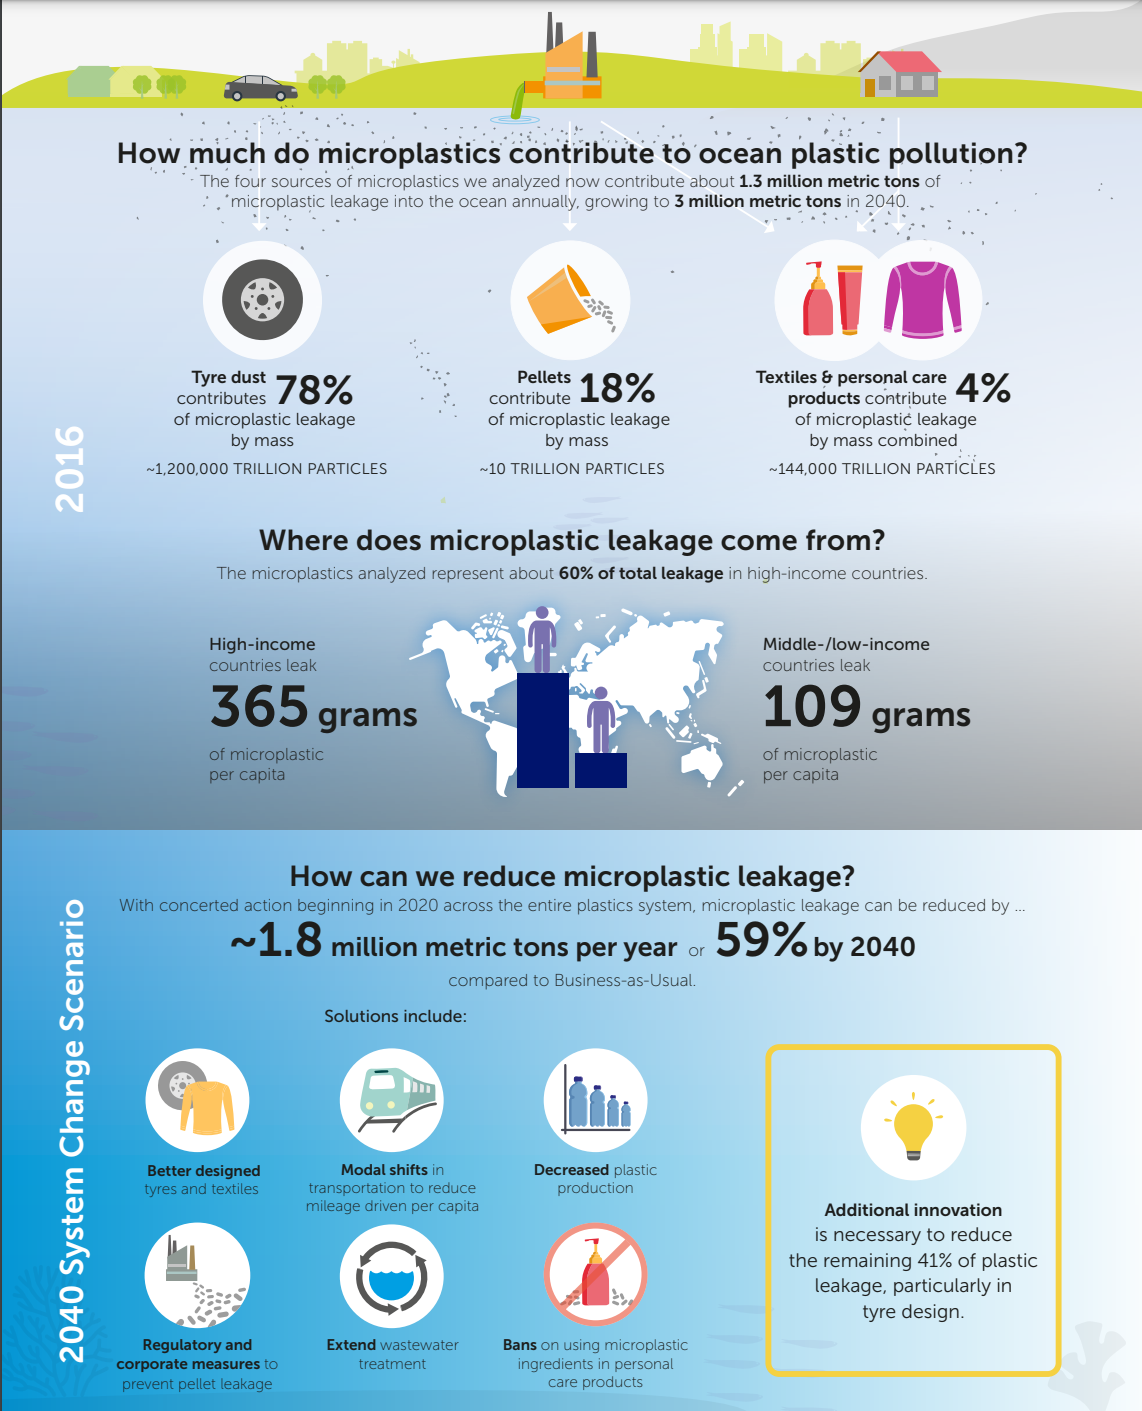 How much do microplastics contribute to ocean plastic pollution?
The four sources of microplastics we analyzed now contribute about 1.3 million metric tons of
microplastic leakage into the ocean annually, growing to 3 million metric tons in 2040.
2016
Tyre dust
contributes 78%
of microplastic leakage
by mass
~1,200,000 TRILLION PARTICLES
Pellets
contribute 18%
of microplastic leakage
by mass
~10 TRILLION PARTICLES
Textiles & personal care
products contribute 4%
of microplastic leakage
by mass combined
~144,000 TRILLION PARTICLES
Where does microplastic leakage come from?
The microplastics analyzed represent about 60% of total leakage in high-income countries.
High-income
countries leak
365 grams
of microplastic
per capita
Middle-/low-income
countries leak
109 grams
of microplastic
per capita
2040 System Change Scenario
How can we reduce microplastic leakage?
With concerted action beginning in 2020 across the entire plastics system, microplastic leakage can be reduced by ...
~1.8 million metric tons per year or 59% by 2040
compared to Business-as-Usual.
Solutions include:
Better designed
tyres and textiles
Modal shifts in
transportation to reduce
mileage driven per capita
Decreased plastic
production
Regulatory and
corporate measures to
prevent pellet leakage
Extend wastewater
treatment
Bans on using microplastic
ingredients in personal
care products
Additional innovation
is necessary to reduce
the remaining 41% of plastic
leakage, particularly in
tyre design.